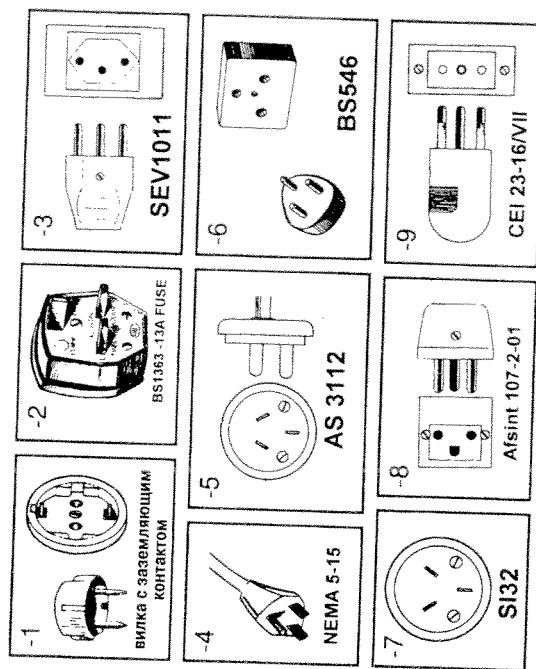 -1
вилка с заземляющим
контактом
-2
BS1363 -13A FUSE
-3
SEV1011
-4
NEMA 5-15
-5
AS 3112
-6
BS546
-7
SI32
-8
Afsint 107-2-01
-9
CEI 23-16/VII